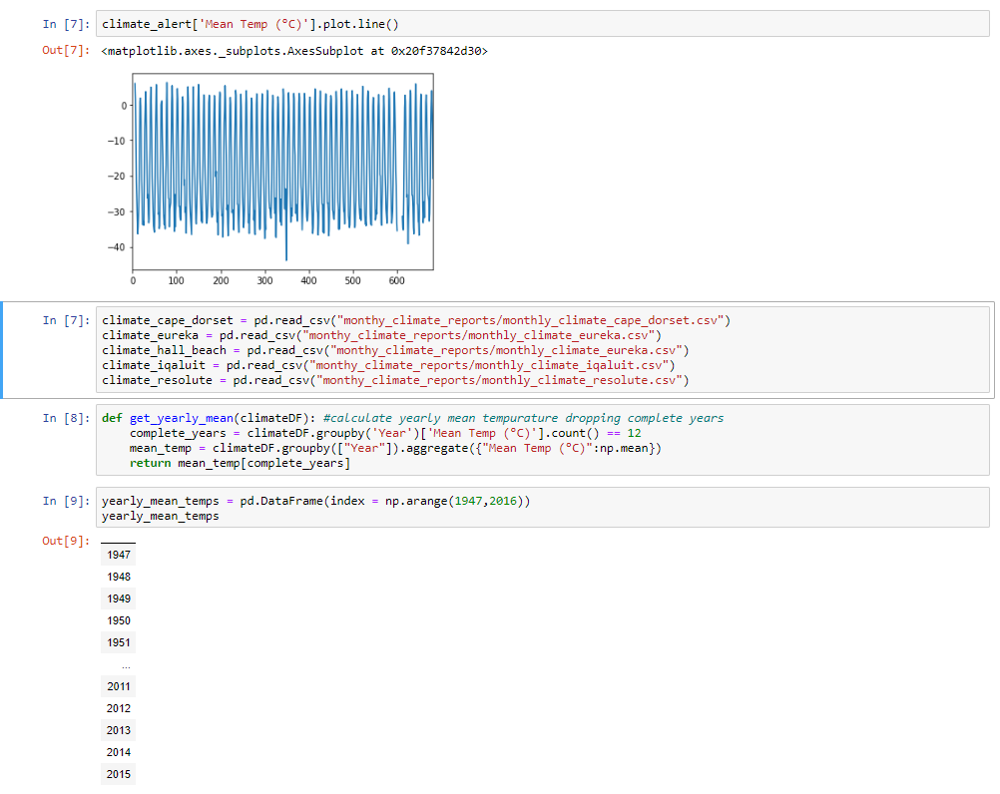 In [7]: climate_alert['Mean Temp (°C)'].plot.line()
Out[7]: <matplotlib.axes._subplots.AxesSubplot at 0x20f37842d30>
0
−10
−20
−30
−40
0 100 200 300 400 500 600
In [7]: climate_cape_dorset = pd.read_csv("monthy_climate_reports/monthly_climate_cape_dorset.csv")
climate_eureka = pd.read_csv("monthy_climate_reports/monthly_climate_eureka.csv")
climate_hall_beach = pd.read_csv("monthy_climate_reports/monthly_climate_eureka.csv")
climate_iqaluit = pd.read_csv("monthy_climate_reports/monthly_climate_iqaluit.csv")
climate_resolute = pd.read_csv("monthy_climate_reports/monthly_climate_resolute.csv")
In [8]: def get_yearly_mean(climateDF): #calculate yearly mean tempurature dropping complete years
complete_years = climateDF.groupby('Year')['Mean Temp (°C)'].count() == 12
mean_temp = climateDF.groupby(["Year"]).aggregate({"Mean Temp (°C)":np.mean})
return mean_temp[complete_years]
In [9]: yearly_mean_temps = pd.DataFrame(index = np.arange(1947,2016))
yearly_mean_temps
Out[9]:
1947
1948
1949
1950
1951
...
2011
2012
2013
2014
2015